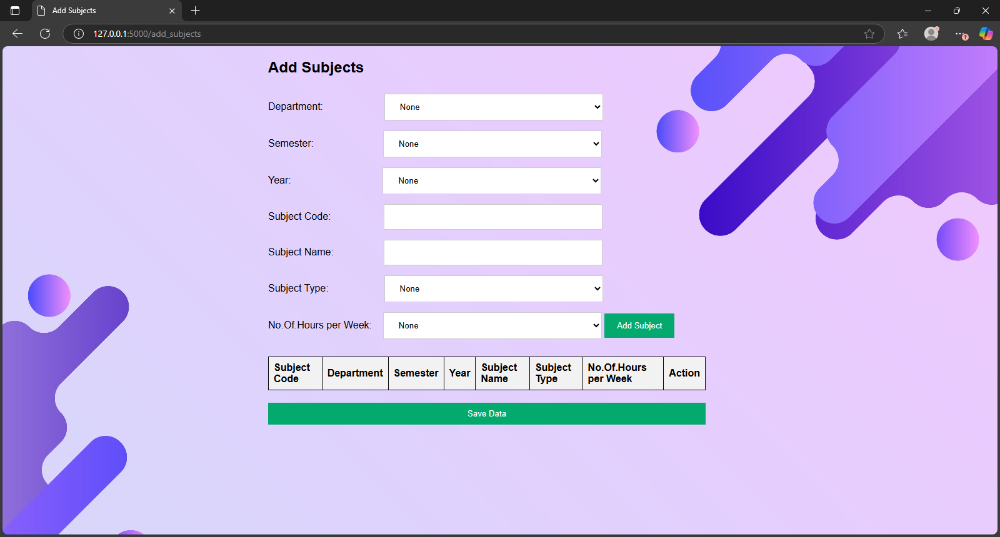 Add Subjects
127.0.0.1:5000/add_subjects
Add Subjects
Department: None
Semester: None
Year: None
Subject Code:
Subject Name:
Subject Type: None
No.Of.Hours per Week: None Add Subject
Subject Code Department Semester Year Subject Name Subject Type No.Of.Hours per Week Action
Save Data